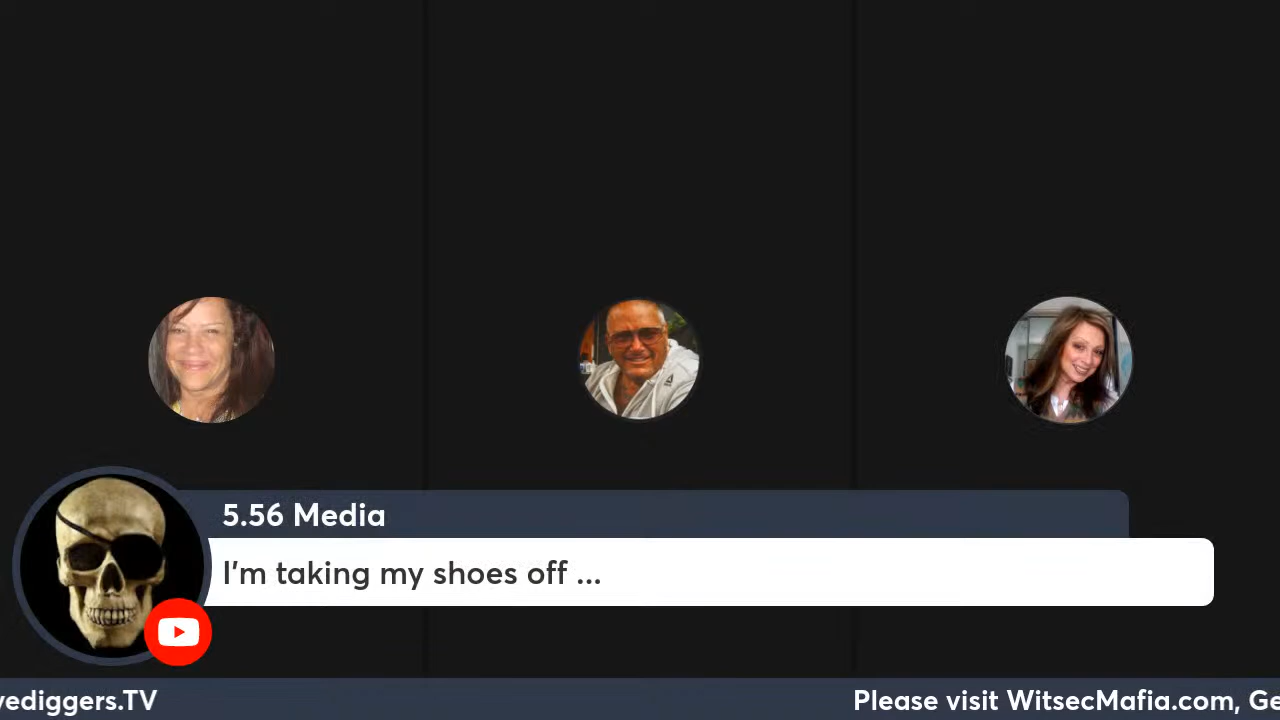 5.56 Media
I'm taking my shoes off ...
vediggers.TV
Please visit WitsecMafia.com, Ge